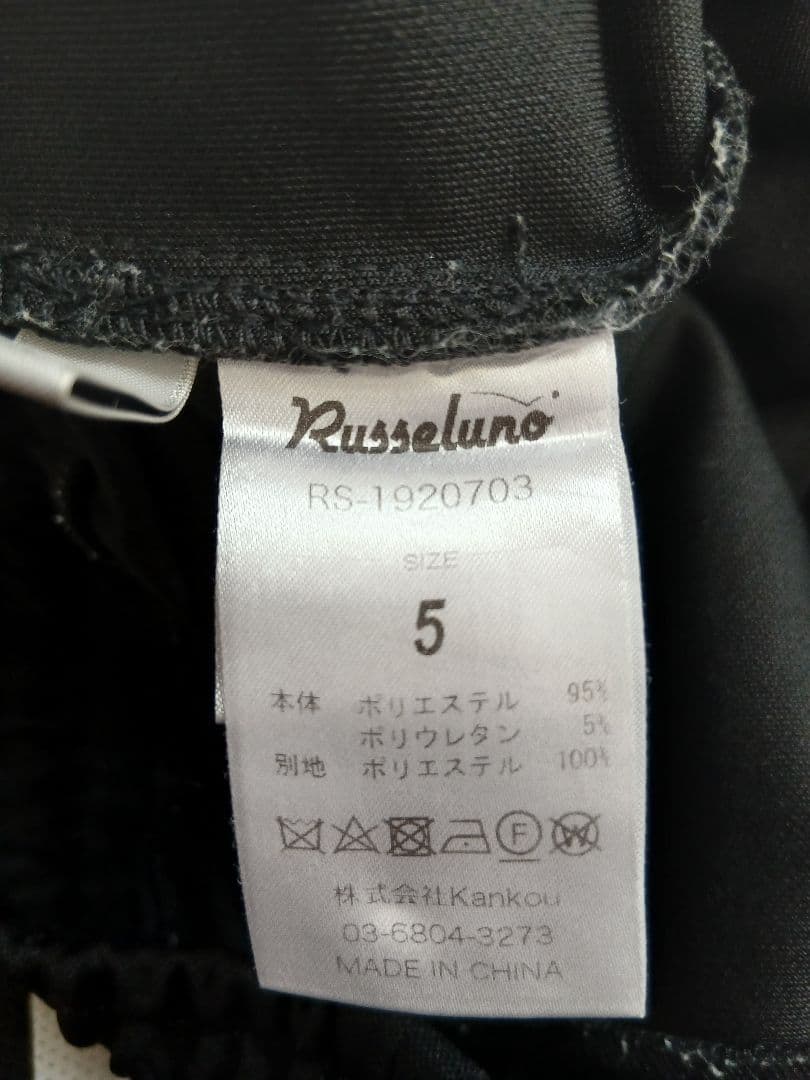 Russeluno
RS-1920703
SIZE
5
本体 ポリエステル 95%
ポリウレタン 5%
別地 ポリエステル 100%
F W
株式会社Kankou
03-6804-3273
MADE IN CHINA